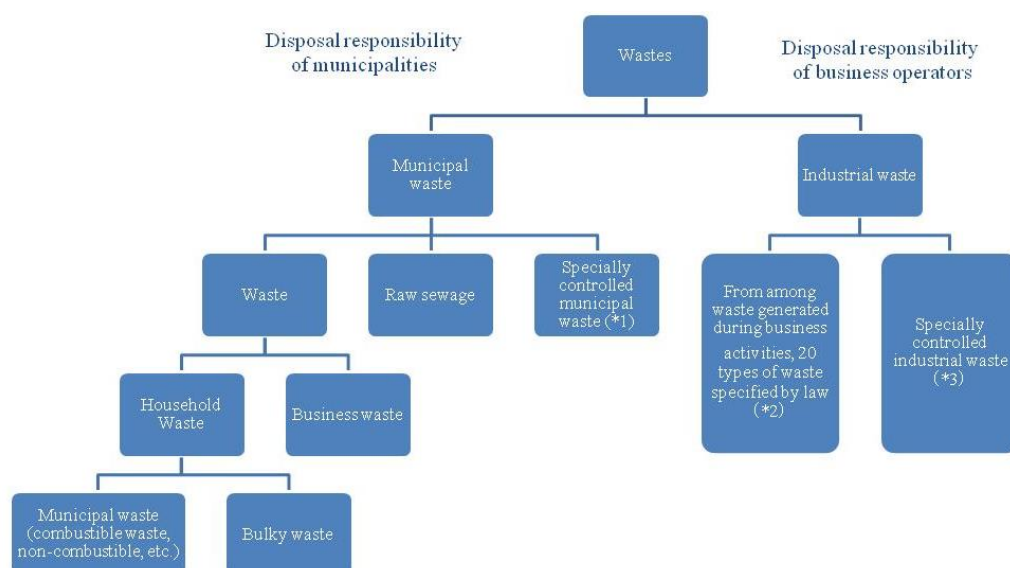 Disposal responsibility
of municipalities
Wastes
Disposal responsibility
of business operators
Municipal
waste
Industrial waste
Waste
Raw sewage
Specially
controlled
municipal
waste (*1)
From among
waste generated
during business
activities, 20
types of waste
specified by law
(*2)
Specially
controlled
industrial waste
(*3)
Household
Waste
Business waste
Municipal waste
(combustible waste,
non-combustible, etc.)
Bulky waste